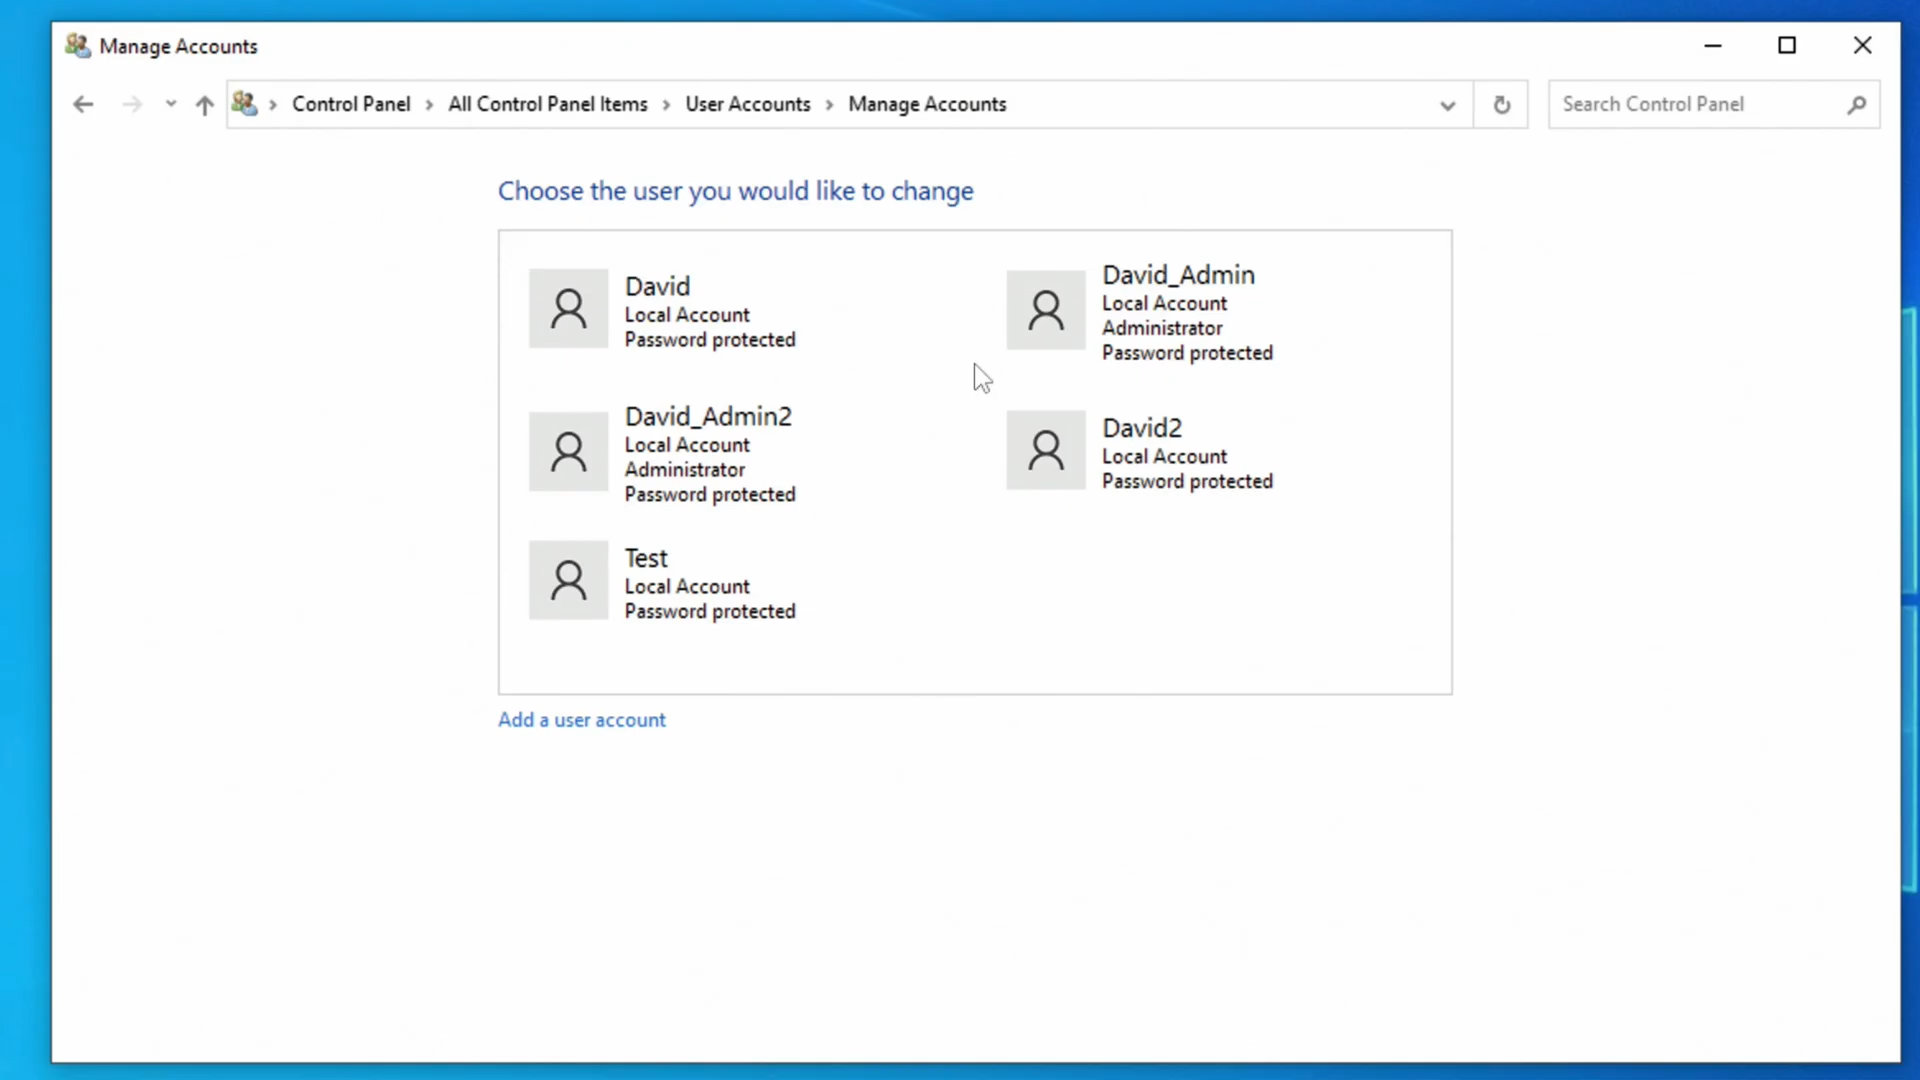 Manage Accounts
Control Panel > All Control Panel Items > User Accounts > Manage Accounts
Search Control Panel
Choose the user you would like to change
David
Local Account
Password protected
David_Admin
Local Account
Administrator
Password protected
David_Admin2
Local Account
Administrator
Password protected
David2
Local Account
Password protected
Test
Local Account
Password protected
Add a user account